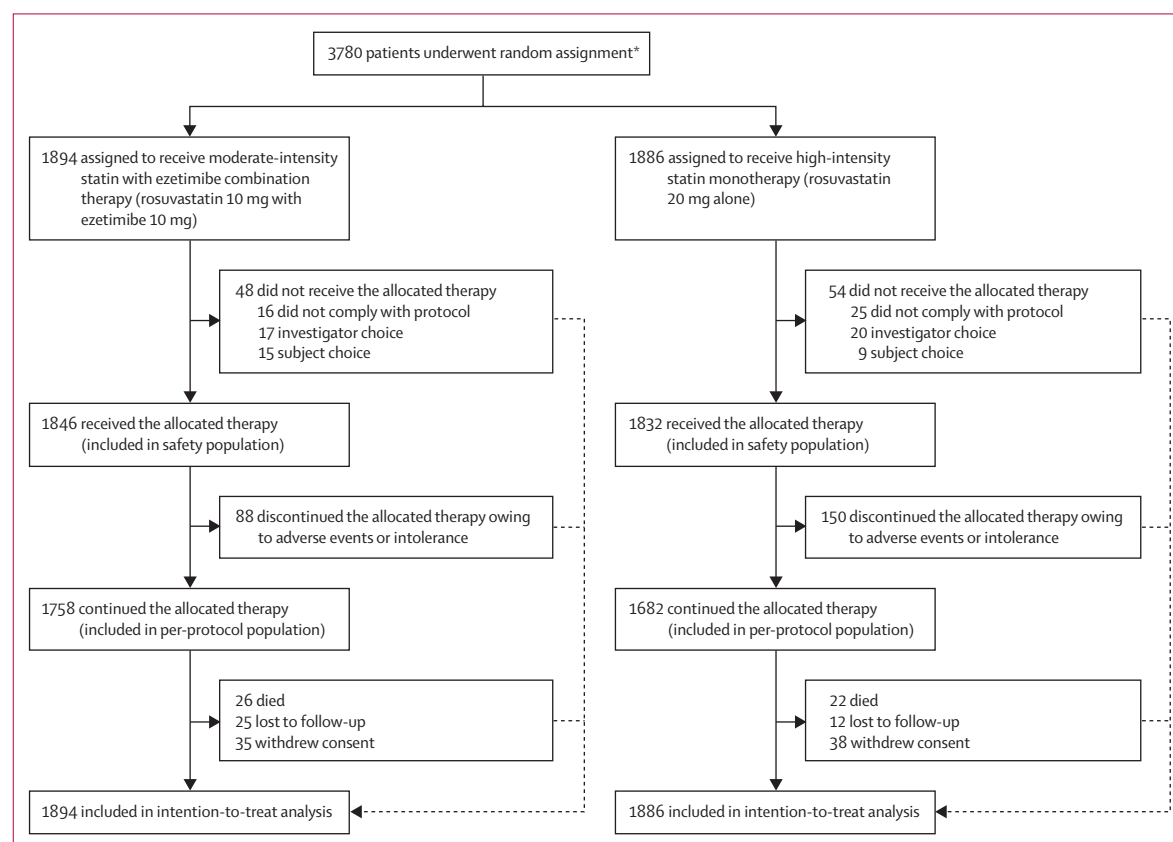 3780 patients underwent random assignment*
1894 assigned to receive moderate-intensity
statin with ezetimibe combination
therapy (rosuvastatin 10 mg with
ezetimibe 10 mg)
1886 assigned to receive high-intensity
statin monotherapy (rosuvastatin
20 mg alone)
48 did not receive the allocated therapy
16 did not comply with protocol
17 investigator choice
15 subject choice
54 did not receive the allocated therapy
25 did not comply with protocol
20 investigator choice
9 subject choice
1846 received the allocated therapy
(included in safety population)
1832 received the allocated therapy
(included in safety population)
88 discontinued the allocated therapy owing
to adverse events or intolerance
150 discontinued the allocated therapy owing
to adverse events or intolerance
1758 continued the allocated therapy
(included in per-protocol population)
1682 continued the allocated therapy
(included in per-protocol population)
26 died
25 lost to follow-up
35 withdrew consent
22 died
12 lost to follow-up
38 withdrew consent
1894 included in intention-to-treat analysis
1886 included in intention-to-treat analysis